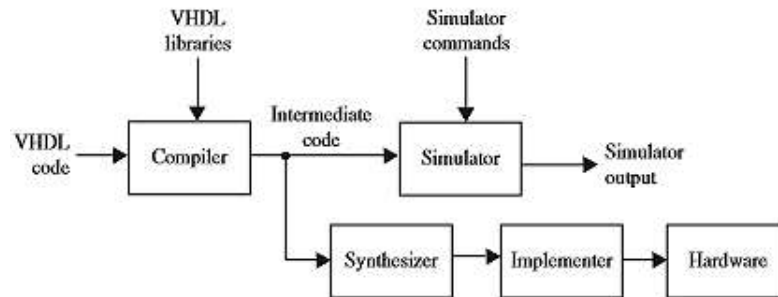 VHDL
libraries
Simulator
commands
VHDL
code
Compiler
Intermediate
code
Simulator
Simulator
output
Synthesizer
Implementer
Hardware